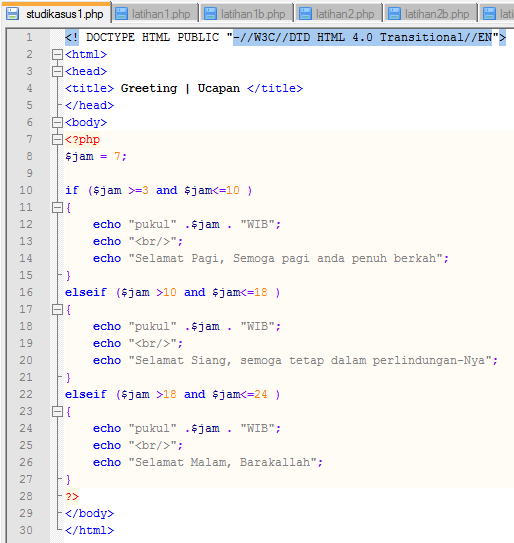 studikasus1.php latihan1.php latihan1b.php latihan2.php latihan2b.php lati
1 <! DOCTYPE HTML PUBLIC "-//W3C//DTD HTML 4.0 Transitional//EN">
2 <html>
3 <head>
4 <title> Greeting | Ucapan </title>
5 </head>
6 <body>
7 <?php
8 $jam = 7;
9
10 if ($jam >=3 and $jam<=10 )
11 {
12 echo "pukul" .$jam . "WIB";
13 echo "<br/>";
14 echo "Selamat Pagi, Semoga pagi anda penuh berkah";
15 }
16 elseif ($jam >10 and $jam<=18 )
17 {
18 echo "pukul" .$jam . "WIB";
19 echo "<br/>";
20 echo "Selamat Siang, semoga tetap dalam perlindungan-Nya";
21 }
22 elseif ($jam >18 and $jam<=24 )
23 {
24 echo "pukul" .$jam . "WIB";
25 echo "<br/>";
26 echo "Selamat Malam, Barakallah";
27 }
28 ?>
29 </body>
30 </html>